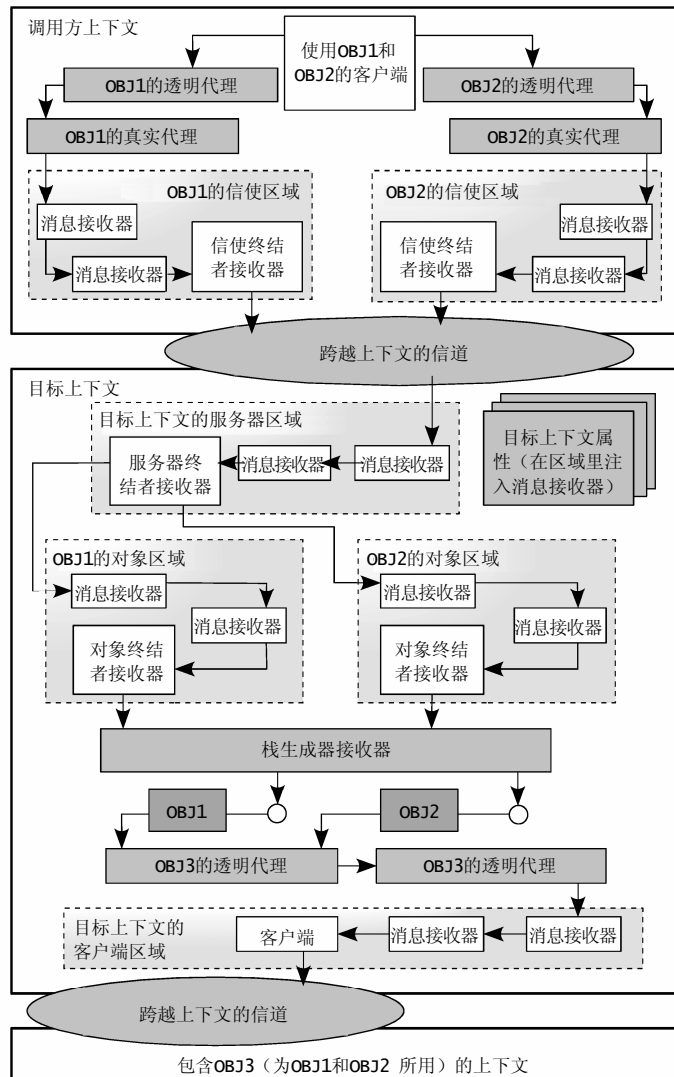 调用方上下文
使用OBJ1和
OBJ2的客户端
OBJ1的透明代理
OBJ2的透明代理
OBJ1的真实代理
OBJ2的真实代理
OBJ1的信使区域
OBJ2的信使区域
消息接收器
消息接收器
信使终结
者接收器
信使终结
者接收器
消息接收器
消息接收器
跨越上下文的信道
目标上下文
目标上下文的服务器区域
目标上下文属
性（在区域里注
入消息接收器）
服务器终
结者接收器
消息接收器
消息接收器
OBJ1的对象区域
OBJ2的对象区域
消息接收器
消息接收器
消息接收器
消息接收器
对象终结
者接收器
对象终结
者接收器
栈生成器接收器
OBJ1
OBJ2
OBJ3的透明代理
OBJ3的透明代理
目标上下文的
客户端区域
客户端
消息接收器
消息接收器
跨越上下文的信道
包含OBJ3（为OBJ1和OBJ2 所用）的上下文